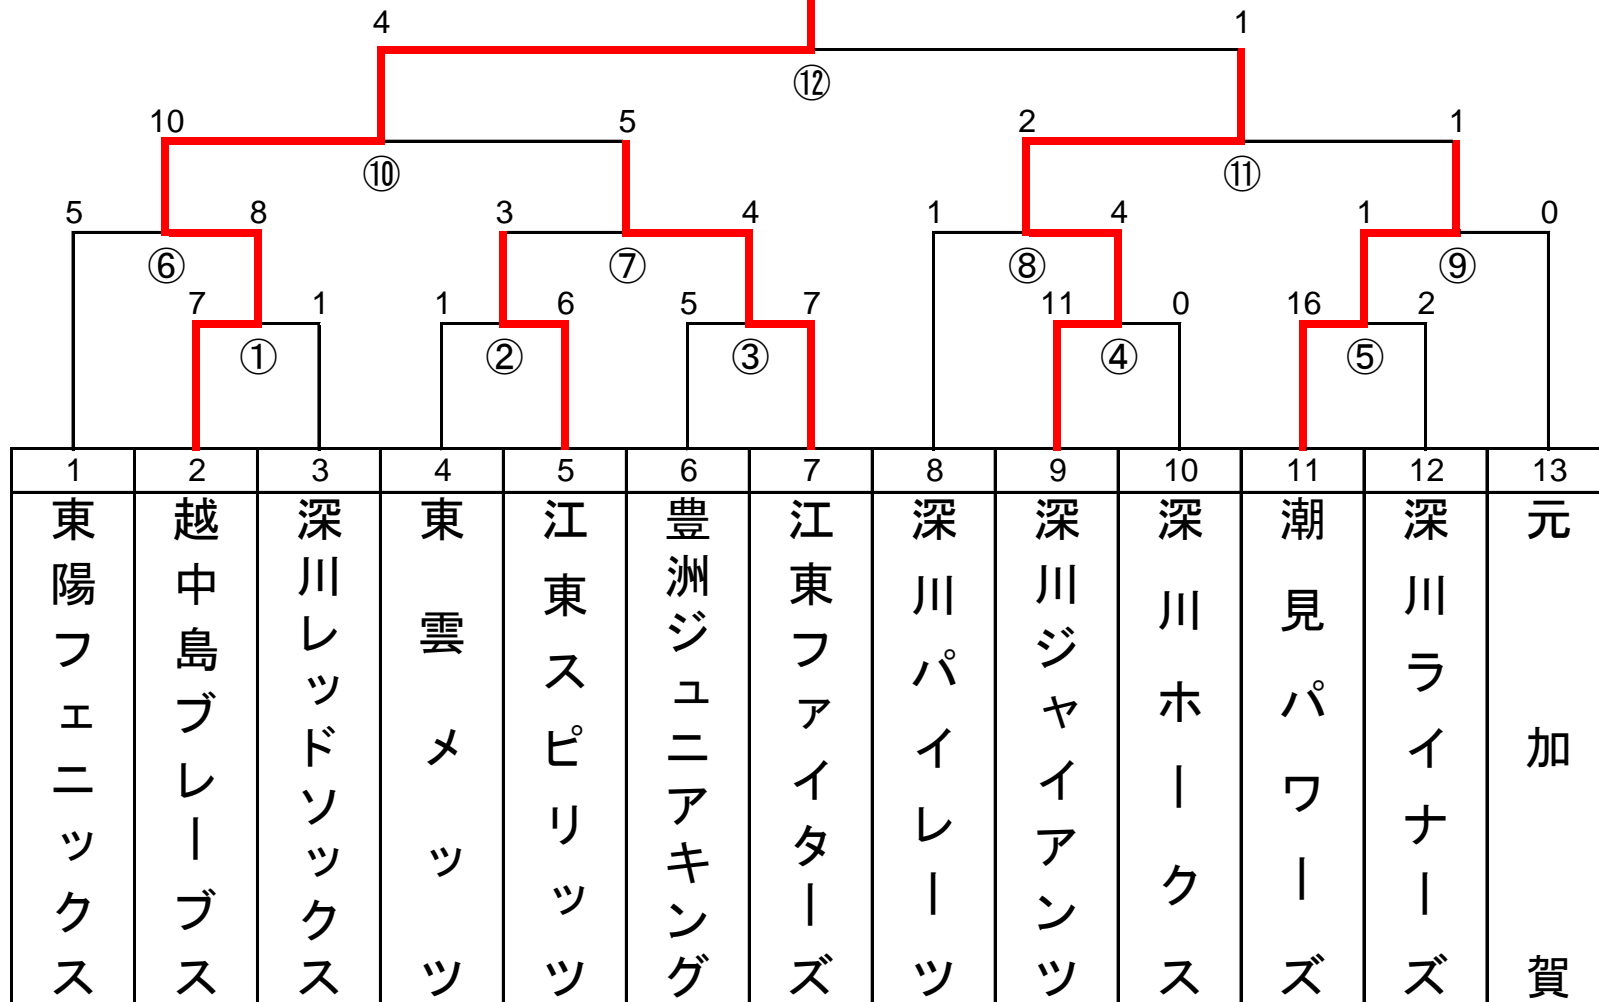 4 1
⑫
10 5 2 1
⑩ ⑪
5 8 3 4 1 4 1 0
⑥ ⑦ ⑧ ⑨
7 1 1 6 5 7 11 0 16 2
① ② ③ ④ ⑤
1 2 3 4 5 6 7 8 9 10 11 12 13
東陽フェニックス
越中島ブレーブス
深川レッドソックス
東雲メッツ
江東スピリッツ
豊洲ジュニアキング
江東ファイターズ
深川パイレーツ
深川ジャイアンツ
深川ホークス
潮見パワーズ
深川ライナーズ
元加賀